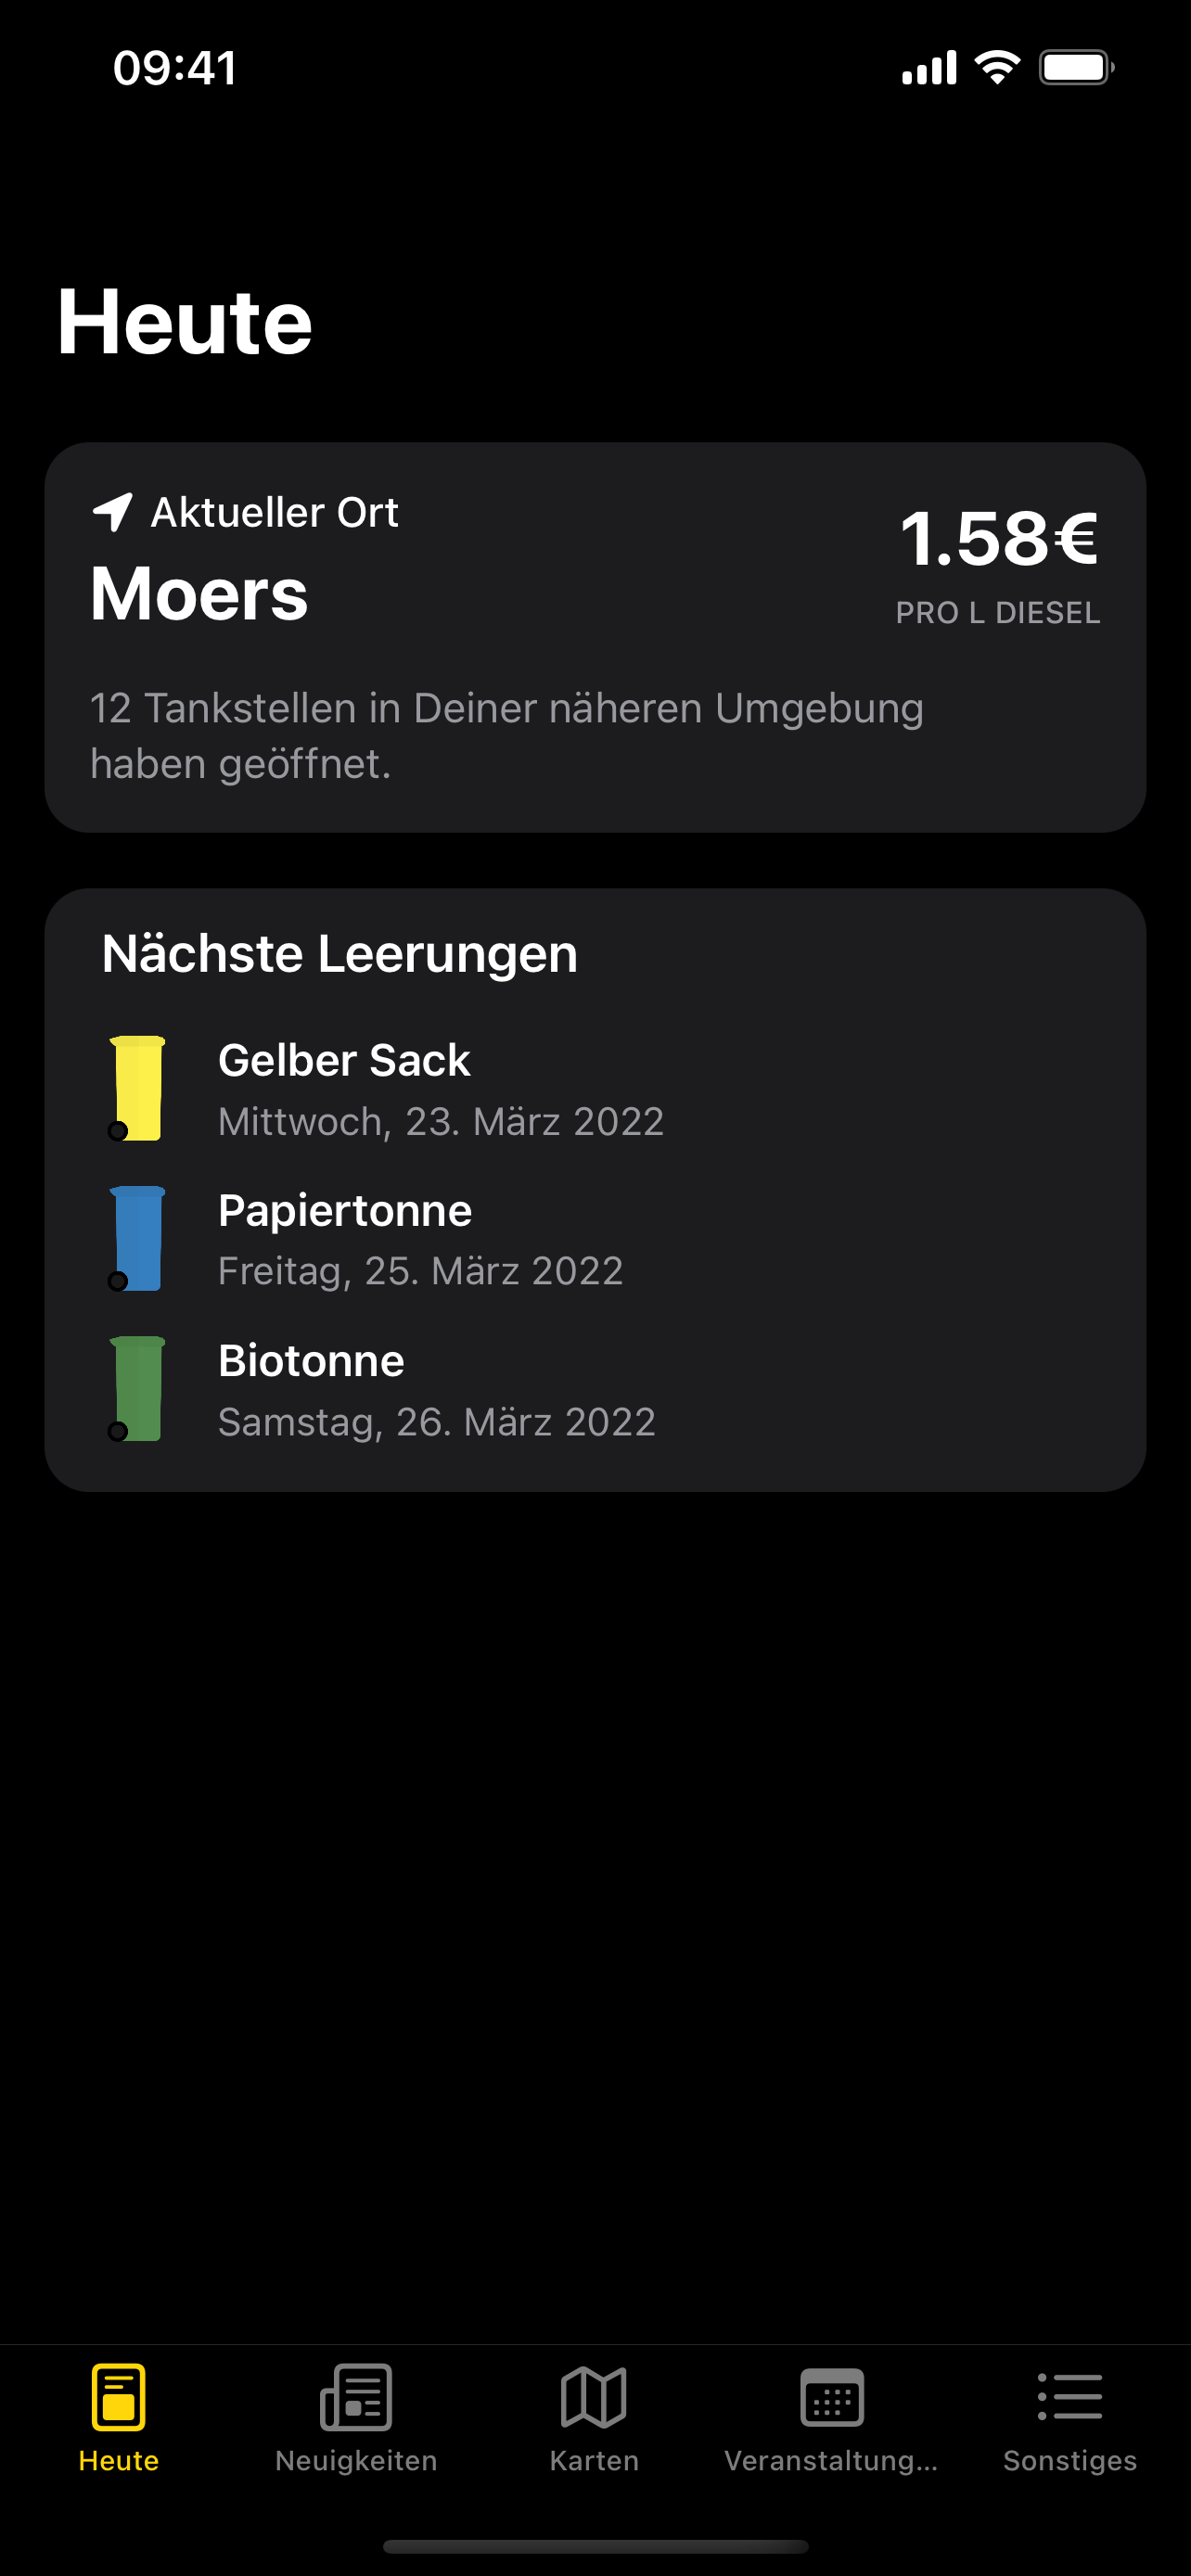 09:41
Heute
Aktueller Ort
Moers
1.58€
PRO L DIESEL
12 Tankstellen in Deiner näheren Umgebung
haben geöffnet.
Nächste Leerungen
Gelber Sack
Mittwoch, 23. März 2022
Papiertonne
Freitag, 25. März 2022
Biotonne
Samstag, 26. März 2022
Heute
Neuigkeiten
Karten
Veranstaltung...
Sonstiges